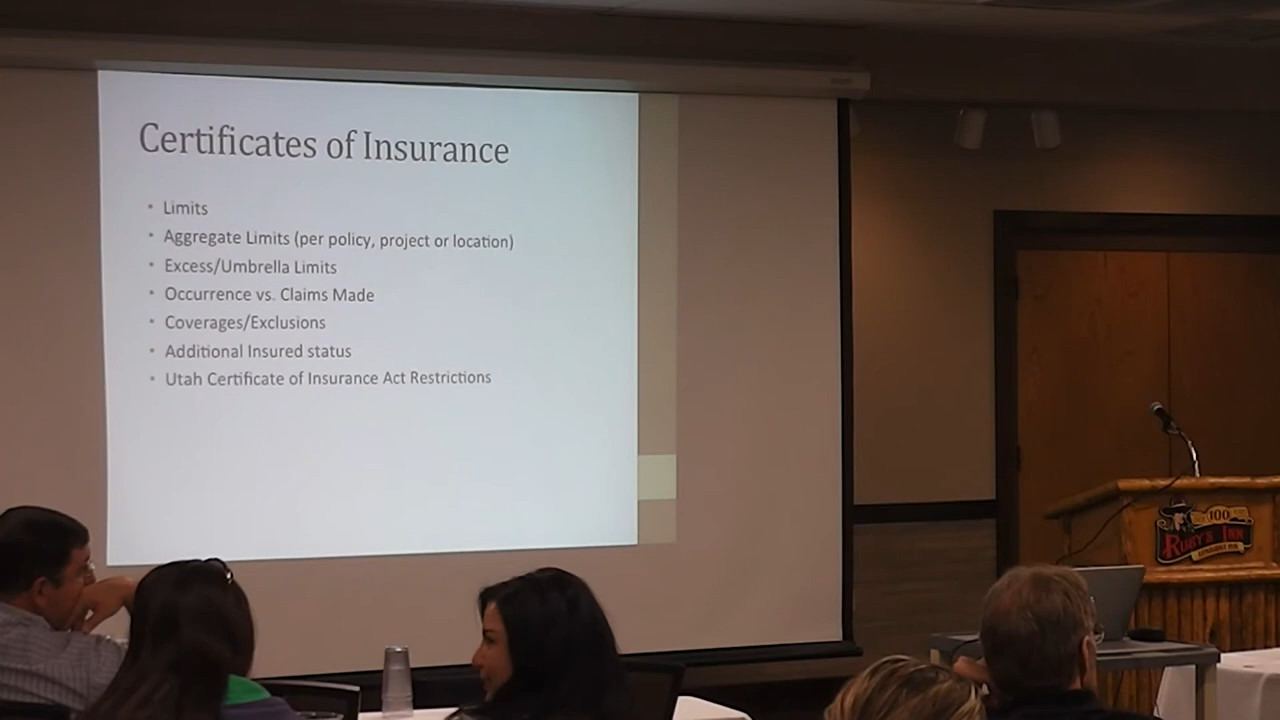 Certificates of Insurance
• Limits
• Aggregate Limits (per policy, project or location)
• Excess/Umbrella Limits
• Occurrence vs. Claims Made
• Coverages/Exclusions
• Additional Insured status
• Utah Certificate of Insurance Act Restrictions
100
RUBY'S INN